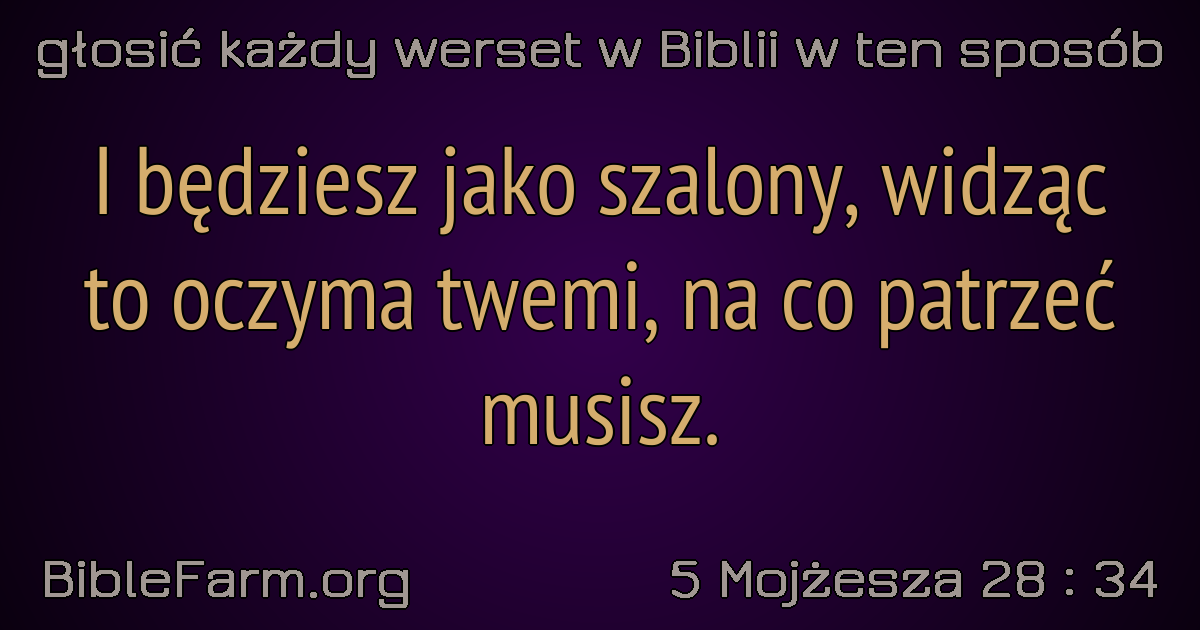 głosić każdy werset w Biblii w ten sposób
I będziesz jako szalony, widząc
to oczyma twemi, na co patrzeć
musisz.
BibleFarm.org
5 Mojżesza 28 : 34